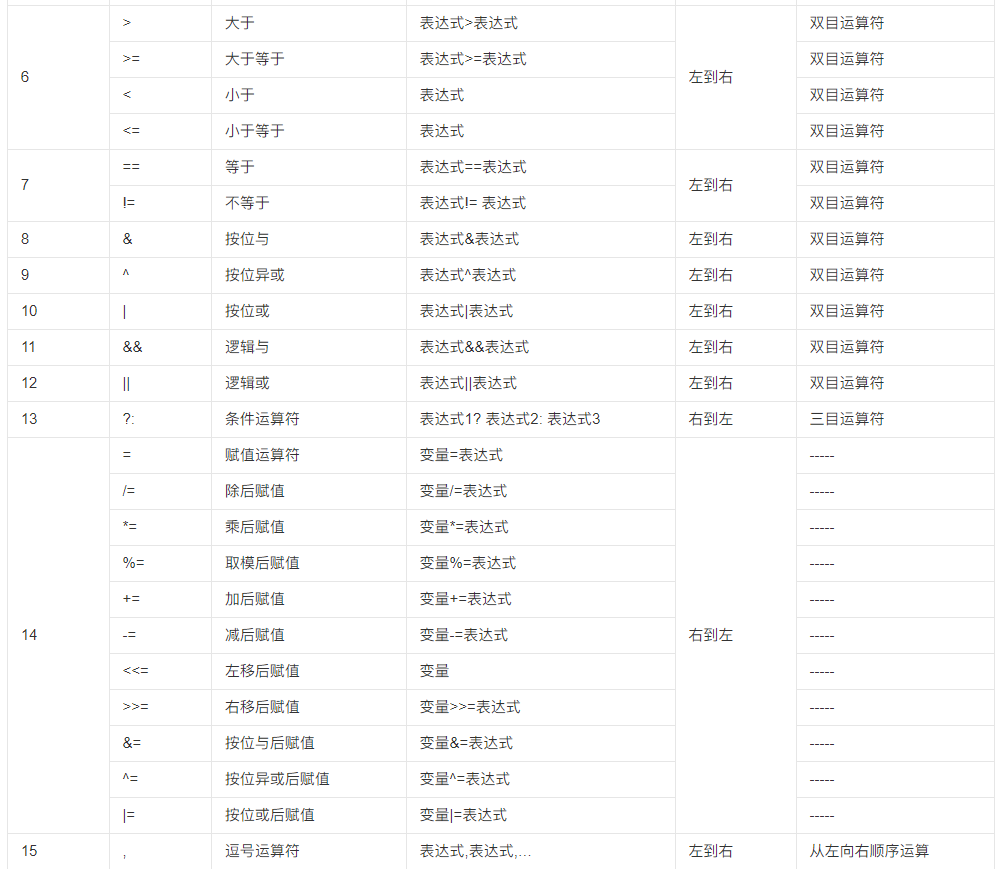 6
> 大于 表达式>表达式 左到右 双目运算符
>= 大于等于 表达式>=表达式 双目运算符
< 小于 表达式 双目运算符
<= 小于等于 表达式 双目运算符
7
== 等于 表达式==表达式 左到右 双目运算符
!= 不等于 表达式!= 表达式 双目运算符
8 & 按位与 表达式&表达式 左到右 双目运算符
9 ^ 按位异或 表达式^表达式 左到右 双目运算符
10 | 按位或 表达式|表达式 左到右 双目运算符
11 && 逻辑与 表达式&&表达式 左到右 双目运算符
12 || 逻辑或 表达式||表达式 左到右 双目运算符
13 ?: 条件运算符 表达式1? 表达式2: 表达式3 右到左 三目运算符
14
= 赋值运算符 变量=表达式 右到左 -----
/= 除后赋值 变量/=表达式 -----
*= 乘后赋值 变量*=表达式 -----
%= 取模后赋值 变量%=表达式 -----
+= 加后赋值 变量+=表达式 -----
-= 减后赋值 变量-=表达式 -----
<<= 左移后赋值 变量 -----
>>= 右移后赋值 变量>>=表达式 -----
&= 按位与后赋值 变量&=表达式 -----
^= 按位异或后赋值 变量^=表达式 -----
|= 按位或后赋值 变量|=表达式 -----
15 , 逗号运算符 表达式,表达式,… 左到右 从左向右顺序运算